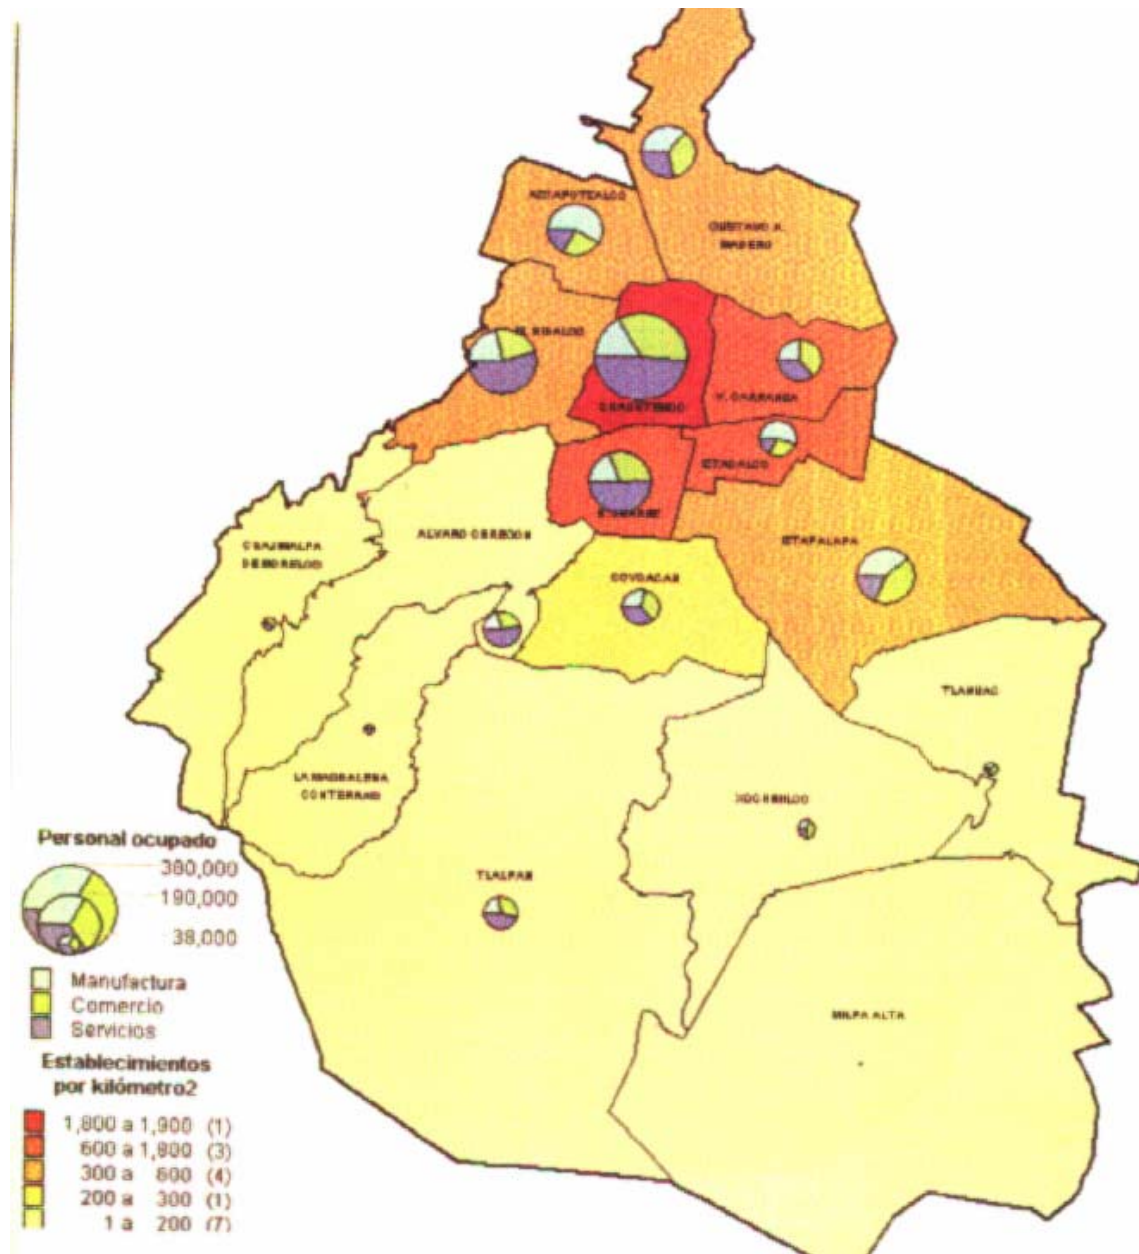 AZCAPOTZALCO
GUSTAVO A.
MADERO
M. HIDALGO
CUAUHTEMOC
V. CARRANZA
IZTACALCO
B. JUAREZ
ALVARO OBREGON
IZTAPALAPA
CUAJIMALPA
DE MORELOS
COYOACAN
TLAHUAC
LA MAGDALENA
CONTRERAS
XOCHIMILCO
TLALPAN
MILPA ALTA
Personal ocupado
380,000
190,000
38,000
Manufactura
Comercio
Servicios
Establecimientos
por kilómetro2
1,800 a 1,900 (1)
600 a 1,800 (3)
300 a 600 (4)
200 a 300 (1)
1 a 200 (7)